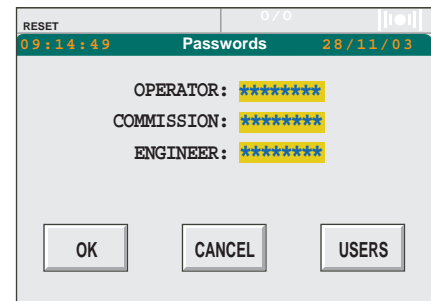 RESET 0/0
09:14:49 Passwords 28/11/03
OPERATOR: ********
COMMISSION: ********
ENGINEER: ********
OK CANCEL USERS